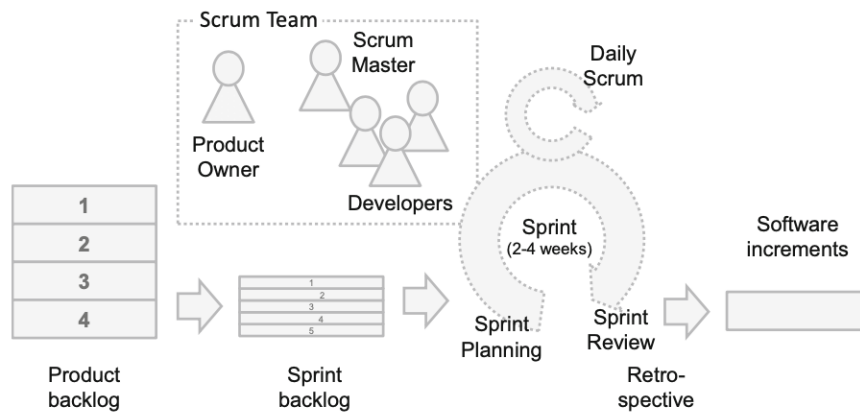 Scrum Team
Scrum
Master
Product
Owner
Developers
Daily
Scrum
1
2
3
4
Product
backlog
1
2
3
4
5
Sprint
backlog
Sprint
(2-4 weeks)
Sprint
Planning
Sprint
Review
Retro-
spective
Software
increments